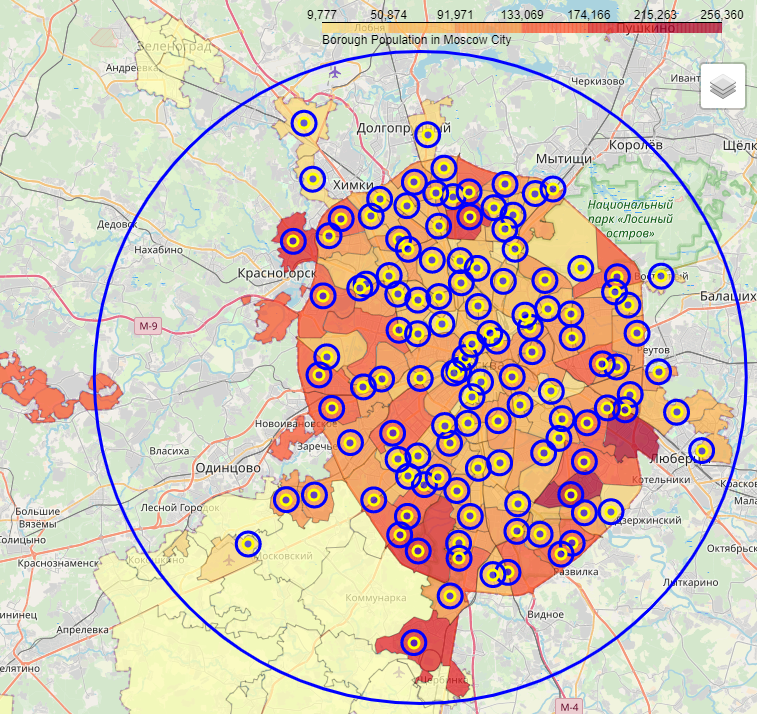 9,777 50,874 91,971 133,069 174,166 215,263 256,360
Borough Population in Moscow City
Пушкино
Зеленоград
Андреевка
Черкизово
Ивант
Долгопрудный
Королёв
Мытищи
Щёлк
Химки
Национальный
парк «Лосиный
остров»
Дедовск
Нахабино
Красногорск
Балаших
М-9
Реутов
Новоивановское
Заречье
Власиха
Одинцово
Люберцы
Котельники
Красково
Лесной Городок
Большие
Вязёмы
Голицыно
Дзержинский
Октябрьск
Краснознаменск
Московский
Развилка
Лыткарино
Коммунарка
Видное
Апрелевка
Щербинка
М-4